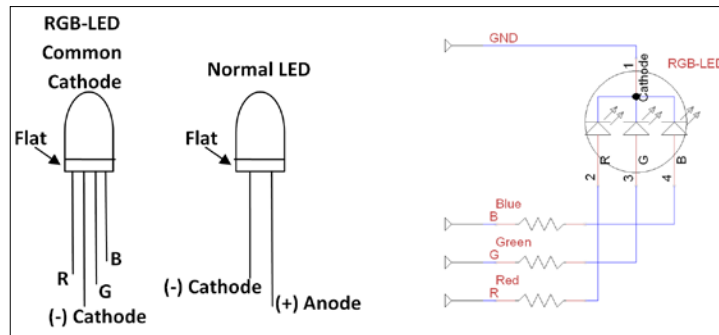 RGB-LED
Common
Cathode
Normal LED
Flat
Flat
R
B
G
(-) Cathode
(-) Cathode
(+) Anode
GND
1
Cathode
RGB-LED
R
G
B
2
3
4
Blue
B
Green
G
Red
R